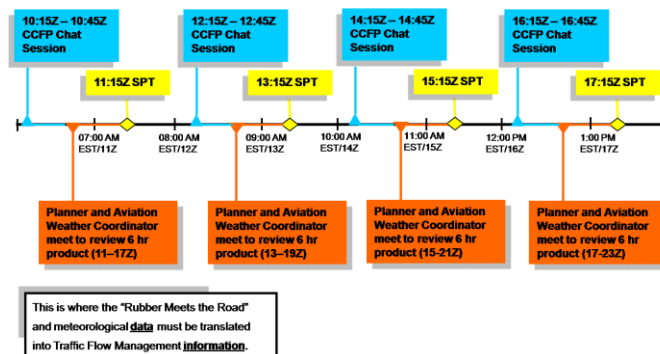 10:15Z – 10:45Z
CCFP Chat
Session
12:15Z – 12:45Z
CCFP Chat
Session
14:15Z – 14:45Z
CCFP Chat
Session
16:15Z – 16:45Z
CCFP Chat
Session
11:15Z SPT
13:15Z SPT
15:15Z SPT
17:15Z SPT
07:00 AM
EST/11Z
08:00 AM
EST/12Z
09:00 AM
EST/13Z
10:00 AM
EST/14Z
11:00 AM
EST/15Z
12:00 PM
EST/16Z
1:00 PM
EST/17Z
Planner and Aviation
Weather Coordinator
meet to review 6 hr
product (11–17Z)
Planner and Aviation
Weather Coordinator
meet to review 6 hr
product (13–19Z)
Planner and Aviation
Weather Coordinator
meet to review 6 hr
product (15-21Z)
Planner and Aviation
Weather Coordinator
meet to review 6 hr
product (17-23Z)
This is where the "Rubber Meets the Road"
and meteorological data must be translated
into Traffic Flow Management information.